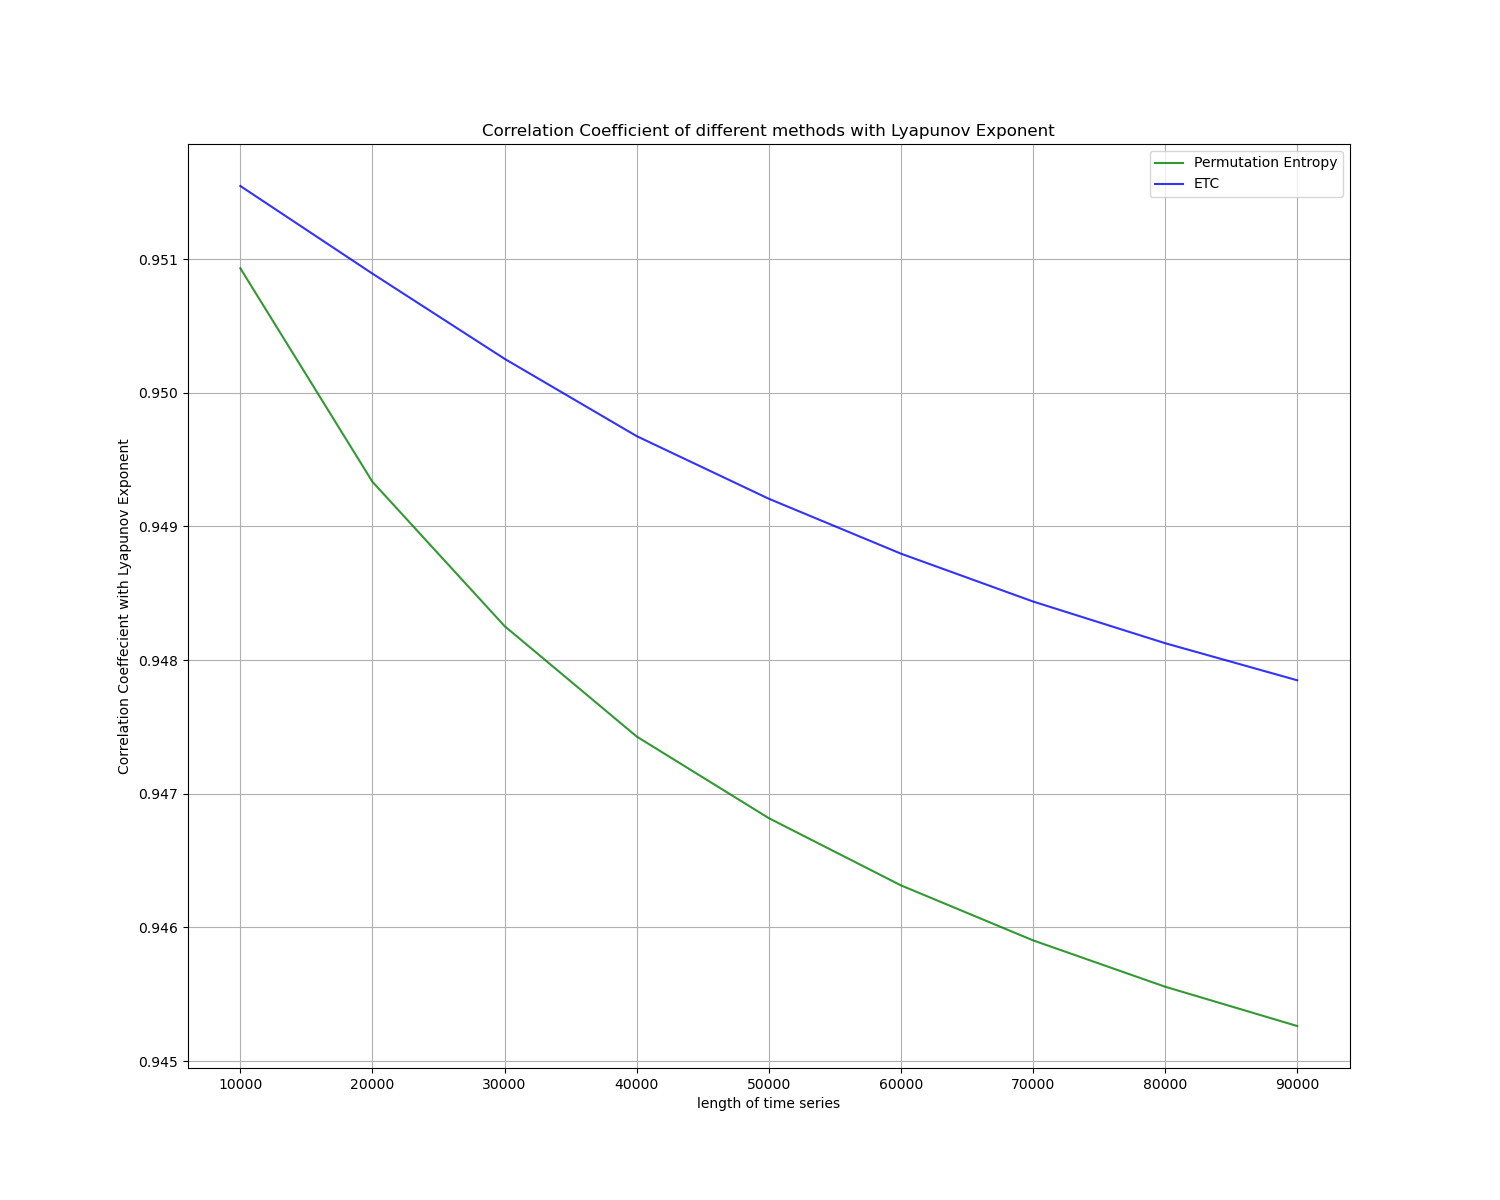 Correlation Coefficient of different methods with Lyapunov Exponent
Permutation Entropy
ETC
Correlation Coeffecient with Lyapunov Exponent
0.951
0.950
0.949
0.948
0.947
0.946
0.945
10000 20000 30000 40000 50000 60000 70000 80000 90000
length of time series